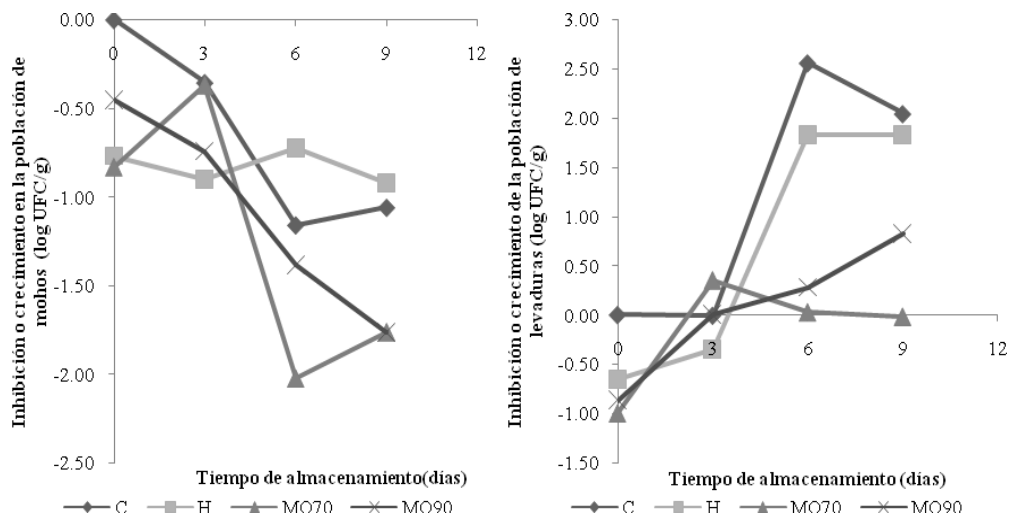 Inhibición o crecimiento en la población de
mohos (log UFC/g)
0.00
-0.50
-1.00
-1.50
-2.00
-2.50
0 3 6 9 12
Tiempo de almacenamiento(días)
C H MO70 MO90
Inhibición o crecimiento de la población de
levaduras (log UFC/g)
3.00
2.50
2.00
1.50
1.00
0.50
0.00
-0.50
-1.00
-1.50
0 3 6 9 12
Tiempo de almacenamiento (días)
C H MO70 MO90